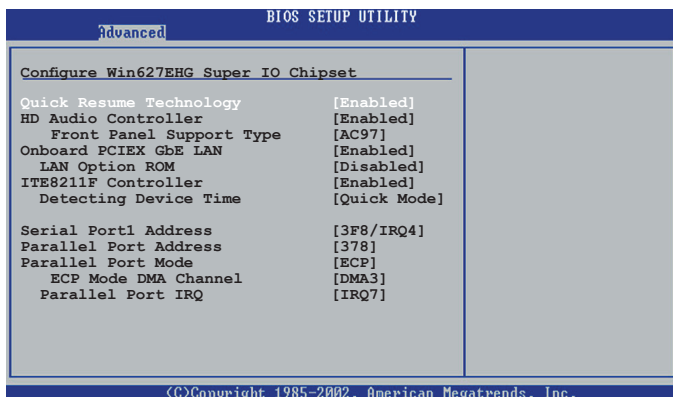 BIOS SETUP UTILITY
Advanced
Configure Win627EHG Super IO Chipset
Quick Resume Technology [Enabled]
HD Audio Controller [Enabled]
Front Panel Support Type [AC97]
Onboard PCIEX GbE LAN [Enabled]
LAN Option ROM [Disabled]
ITE8211F Controller [Enabled]
Detecting Device Time [Quick Mode]
Serial Port1 Address [3F8/IRQ4]
Parallel Port Address [378]
Parallel Port Mode [ECP]
ECP Mode DMA Channel [DMA3]
Parallel Port IRQ [IRQ7]
(C)Copyright 1985-2002, American Megatrends, Inc.